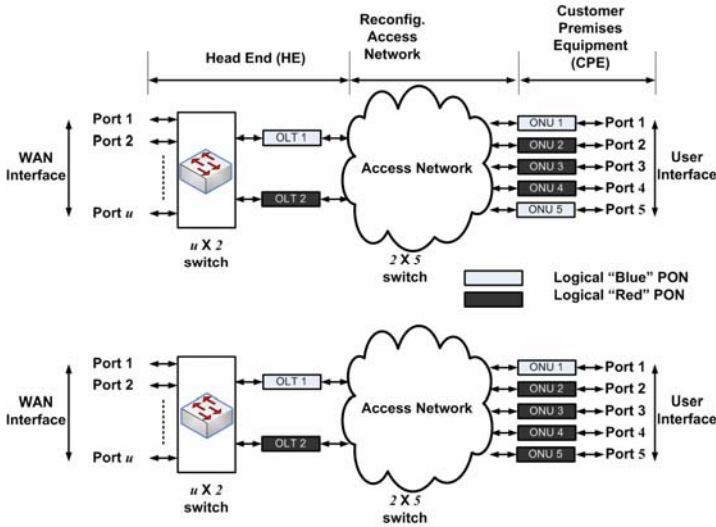 Reconfig.
Access
Network
Customer
Premises
Equipment
(CPE)
Head End (HE)
Port 1
Port 2
Port u
WAN
Interface
u X 2
switch
OLT 1
OLT 2
Access Network
2 X 5
switch
ONU 1
ONU 2
ONU 3
ONU 4
ONU 5
Port 1
Port 2
Port 3
Port 4
Port 5
User
Interface
Logical “Blue” PON
Logical “Red” PON
Port 1
Port 2
Port u
WAN
Interface
u X 2
switch
OLT 1
OLT 2
Access Network
2 X 5
switch
ONU 1
ONU 2
ONU 3
ONU 4
ONU 5
Port 1
Port 2
Port 3
Port 4
Port 5
User
Interface